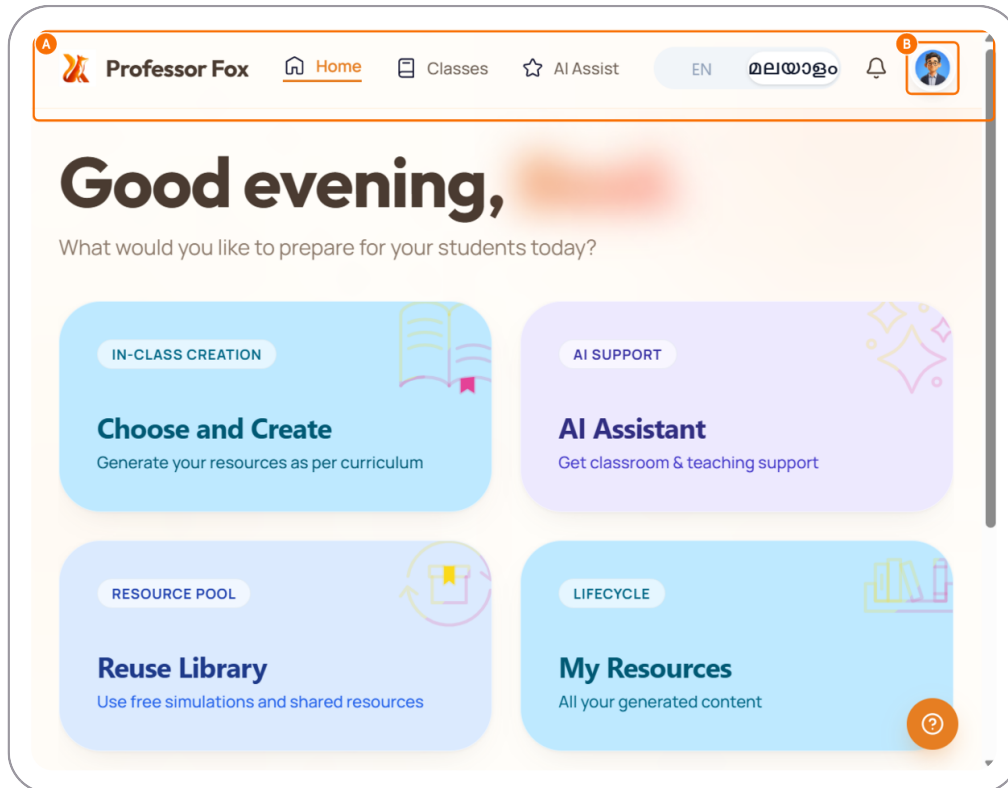 A
B
Professor Fox
Home
Classes
AI Assist
EN
മലയാളം
Good evening,
What would you like to prepare for your students today?
IN-CLASS CREATION
Choose and Create
Generate your resources as per curriculum
AI SUPPORT
AI Assistant
Get classroom & teaching support
RESOURCE POOL
Reuse Library
Use free simulations and shared resources
LIFECYCLE
My Resources
All your generated content
?